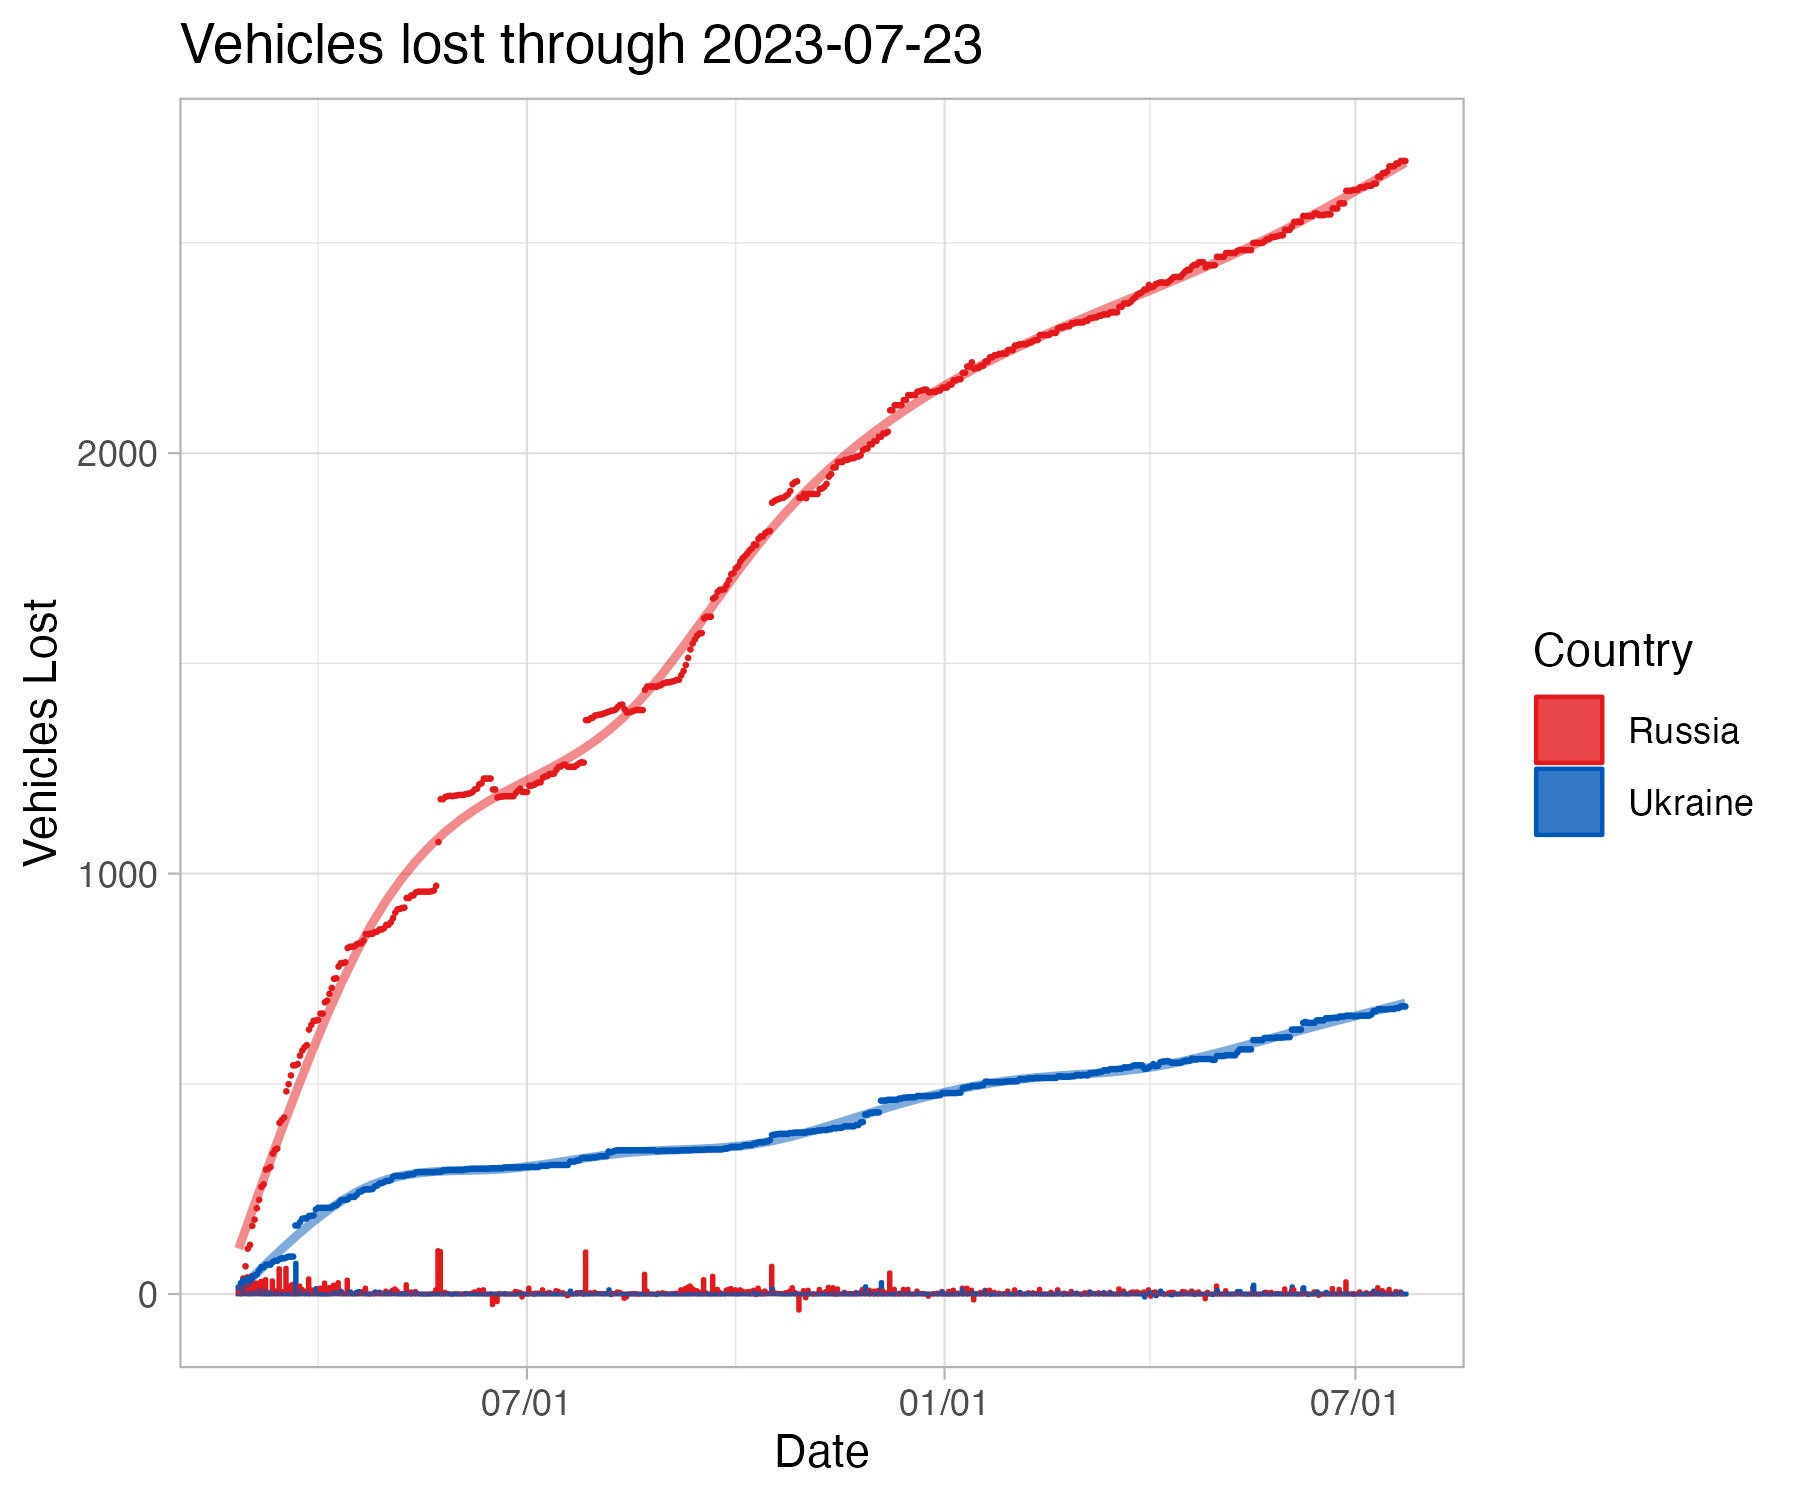 Vehicles lost through 2023-07-23
Vehicles Lost
2000
1000
0
07/01
01/01
07/01
Date
Country
Russia
Ukraine